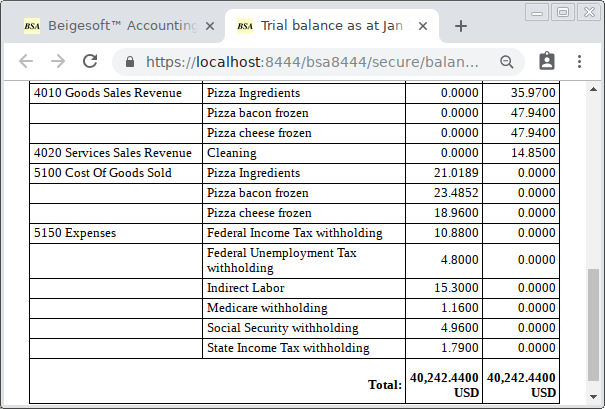 BSA Beigesoft™ Accounting
BSA Trial balance as at Jan
https://localhost:8444/bsa8444/secure/balan...
4010 Goods Sales Revenue Pizza Ingredients 0.0000 35.9700
Pizza bacon frozen 0.0000 47.9400
Pizza cheese frozen 0.0000 47.9400
4020 Services Sales Revenue Cleaning 0.0000 14.8500
5100 Cost Of Goods Sold Pizza Ingredients 21.0189 0.0000
Pizza bacon frozen 23.4852 0.0000
Pizza cheese frozen 18.9600 0.0000
5150 Expenses Federal Income Tax withholding 10.8800 0.0000
Federal Unemployment Tax
withholding 4.8000 0.0000
Indirect Labor 15.3000 0.0000
Medicare withholding 1.1600 0.0000
Social Security withholding 4.9600 0.0000
State Income Tax withholding 1.7900 0.0000
Total: 40,242.4400 40,242.4400
USD USD